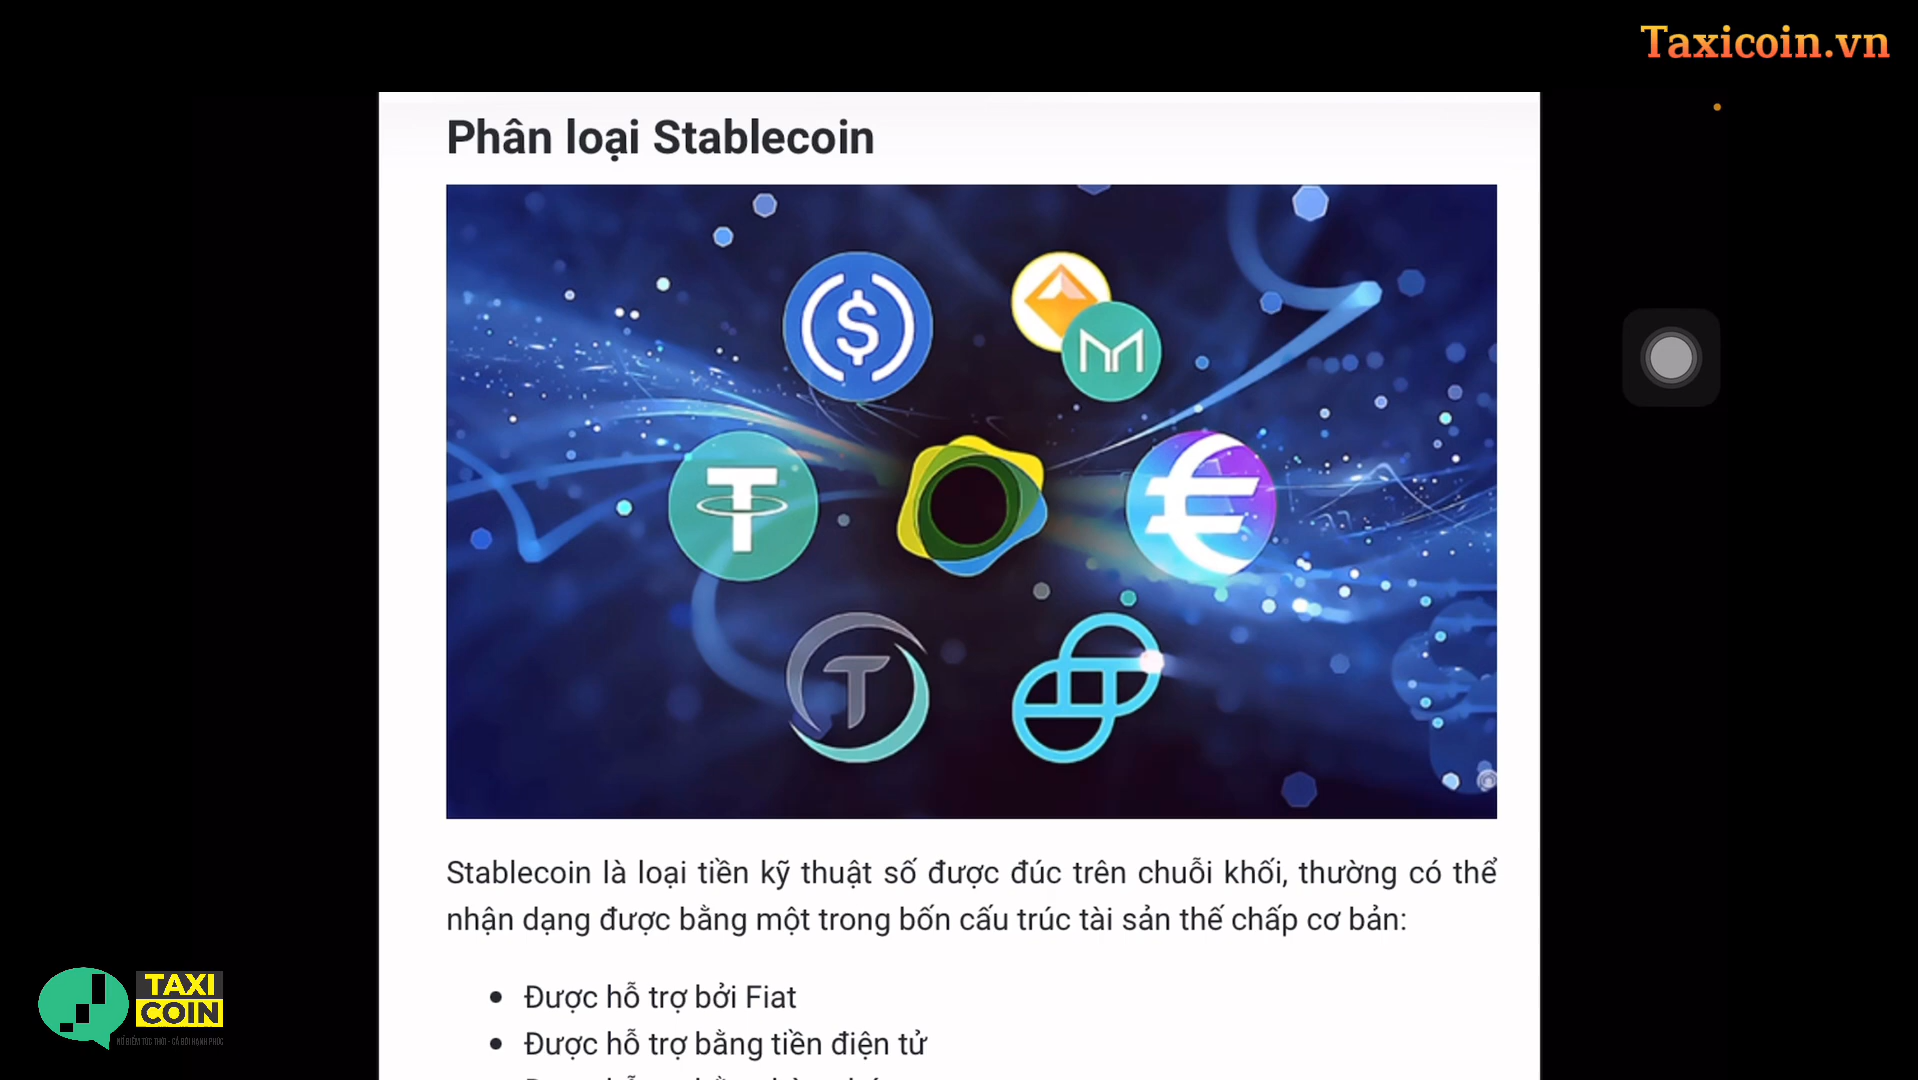 Taxicoin.vn
Phân loại Stablecoin
Stablecoin là loại tiền kỹ thuật số được đúc trên chuỗi khối, thường có thể
nhận dạng được bằng một trong bốn cấu trúc tài sản thế chấp cơ bản:
• Được hỗ trợ bởi Fiat
• Được hỗ trợ bằng tiền điện tử
TAXI
COIN